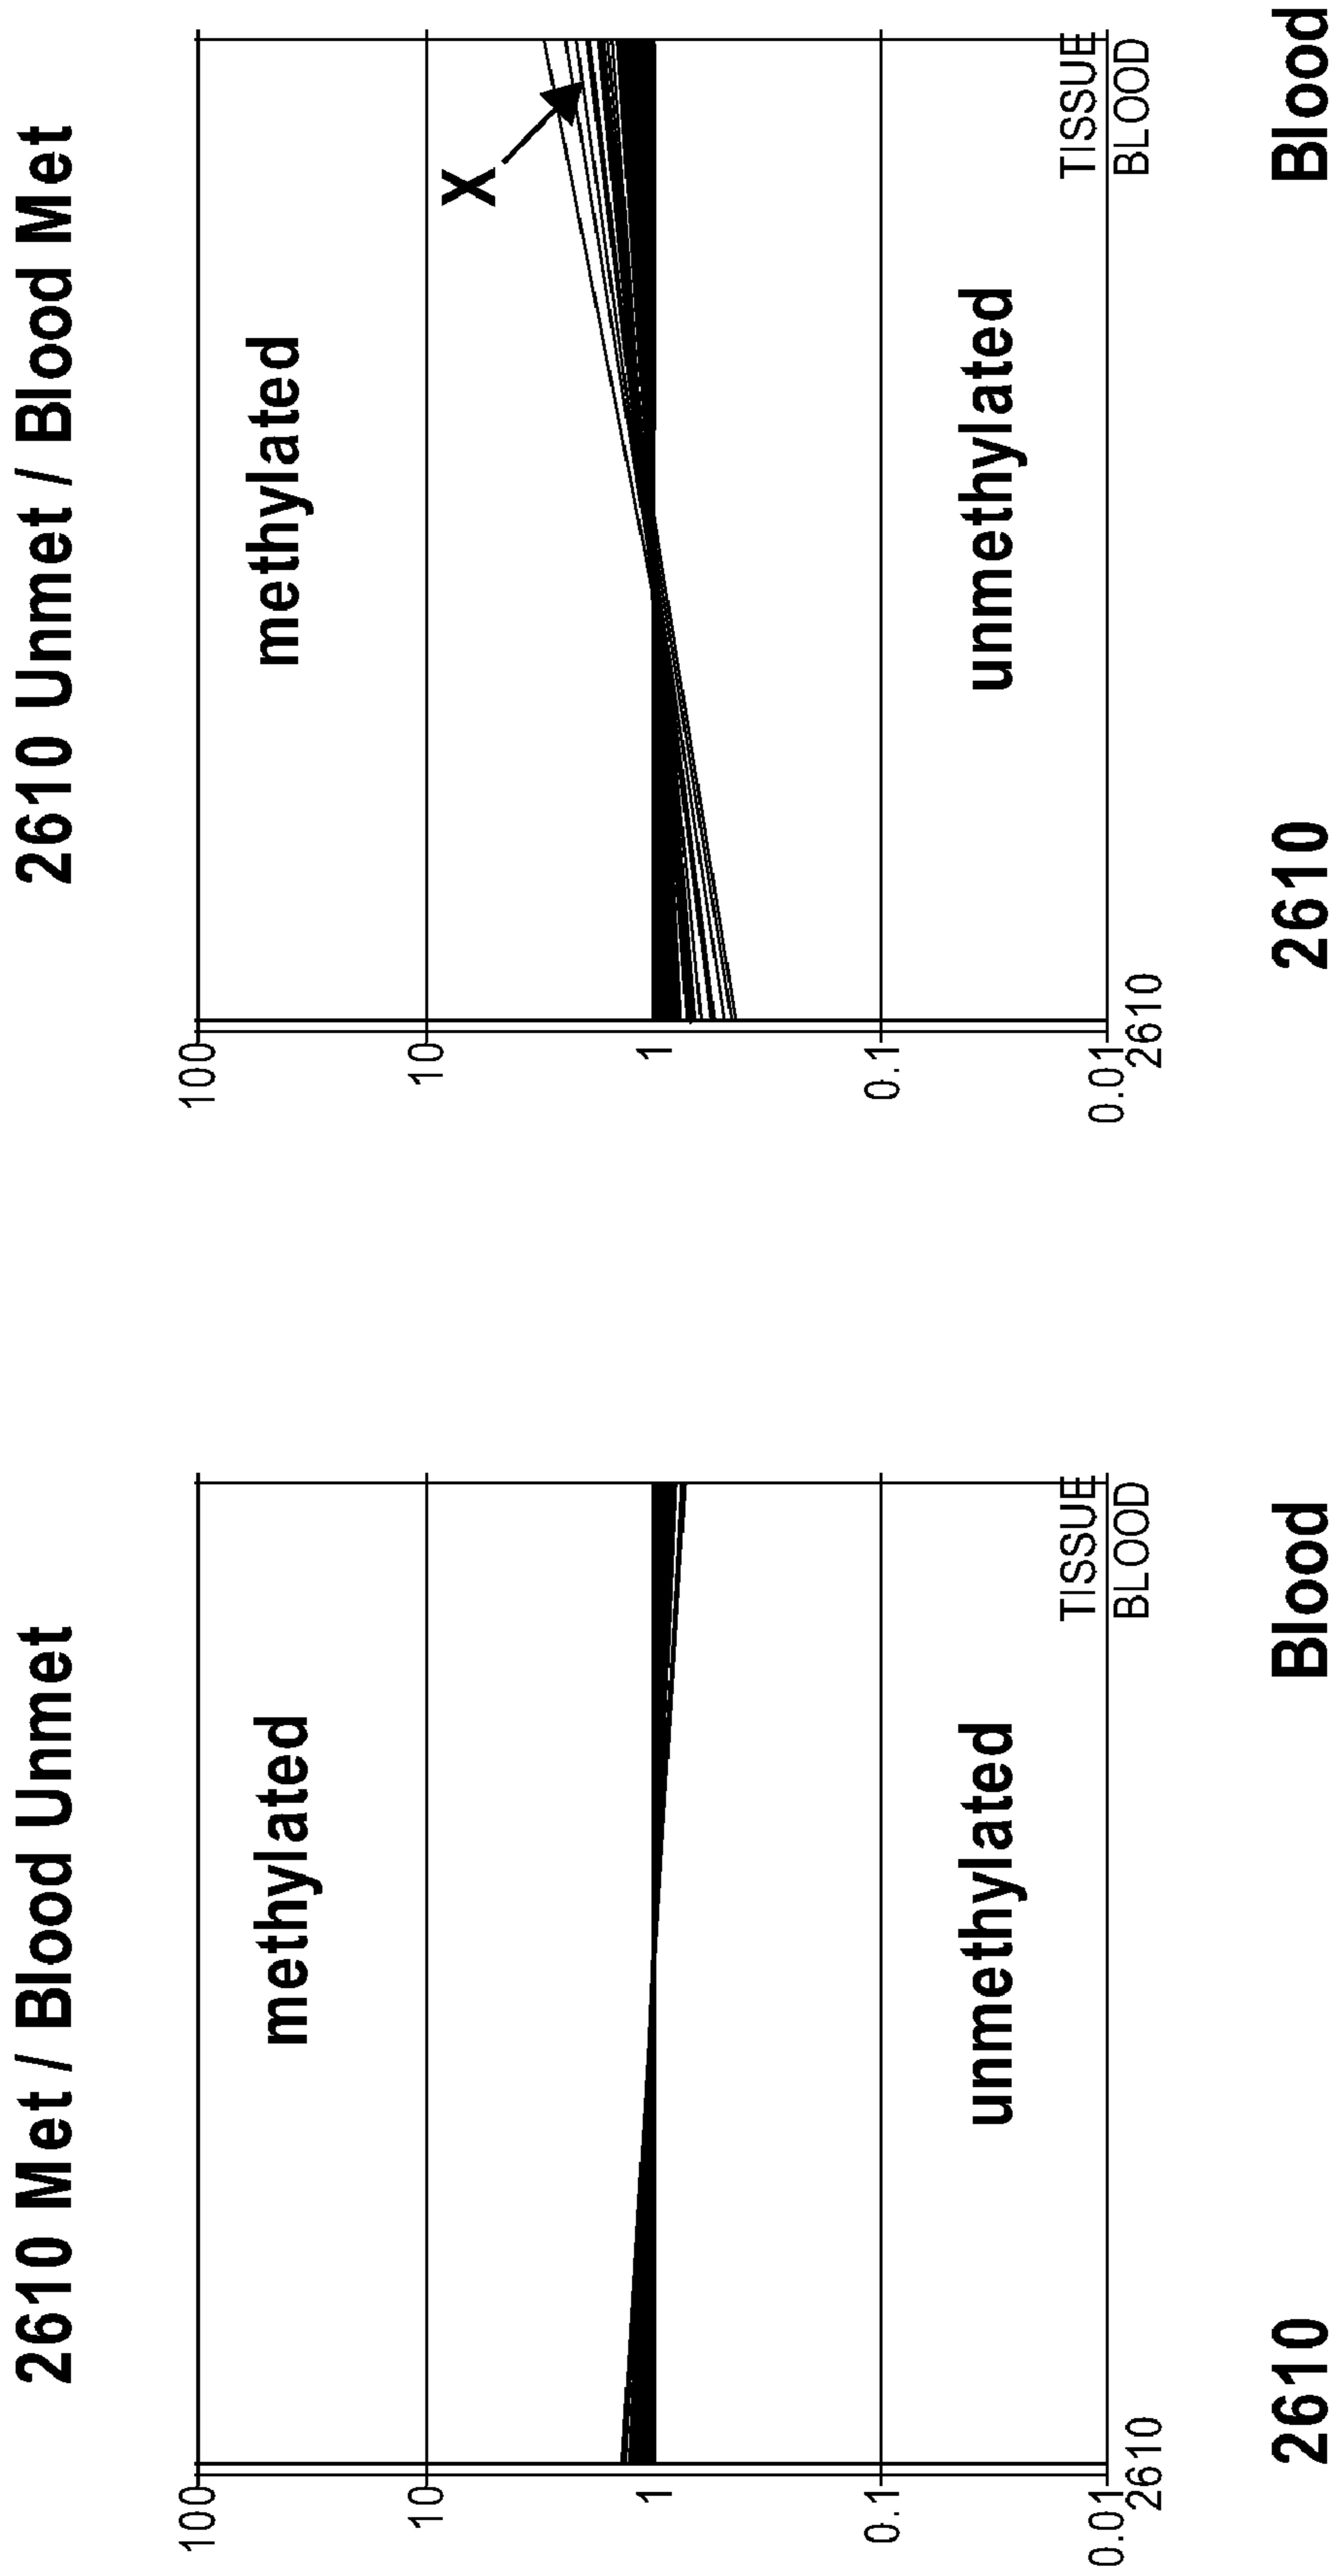 2610 Met / Blood Unmet
100
10
1
0.1
0.01
methylated
unmethylated
2610
TISSUE
BLOOD
2610
Blood
2610 Unmet / Blood Met
100
10
1
0.1
0.01
methylated
X
unmethylated
2610
TISSUE
BLOOD
2610
Blood